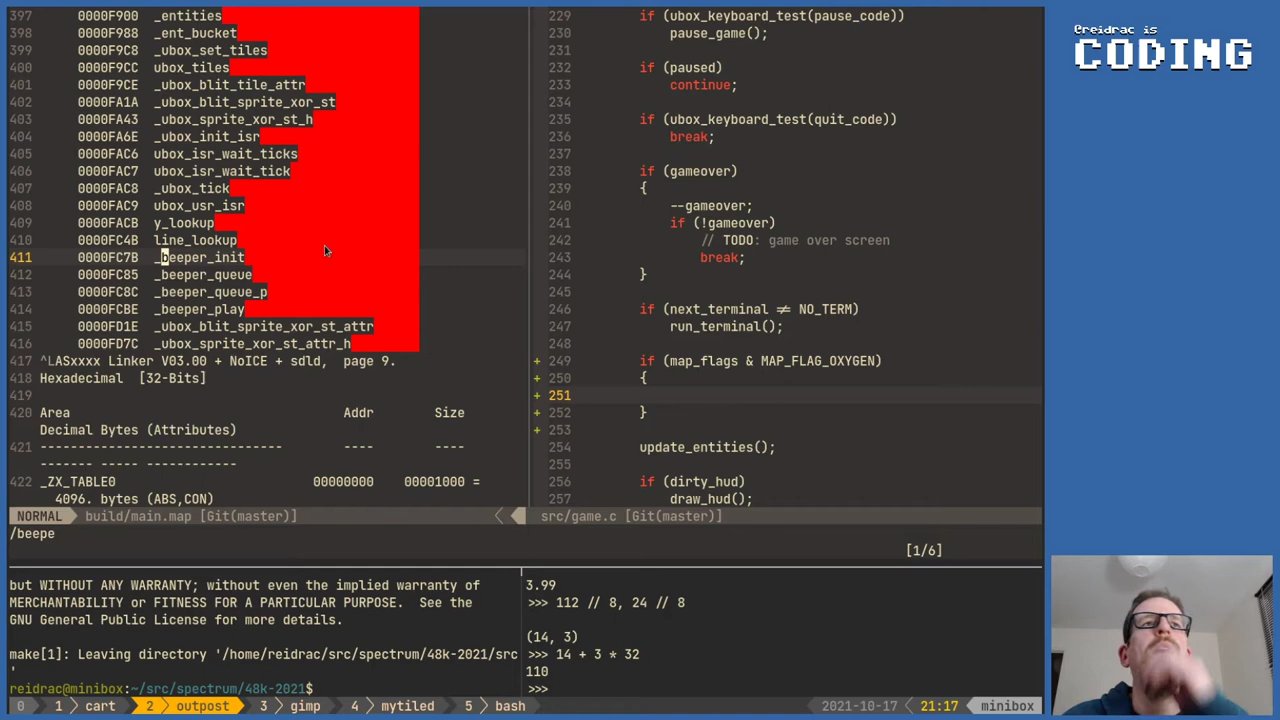 397 0000F900 _entities
398 0000F988 _ent_bucket
399 0000F9C8 _ubox_set_tiles
400 0000F9CC ubox_tiles
401 0000F9CE _ubox_blit_tile_attr
402 0000FA1A _ubox_blit_sprite_xor_st
403 0000FA43 _ubox_sprite_xor_st_h
404 0000FA6E _ubox_init_isr
405 0000FAC6 ubox_isr_wait_ticks
406 0000FAC7 ubox_isr_wait_tick
407 0000FAC8 _ubox_tick
408 0000FAC9 ubox_usr_isr
409 0000FACB y_lookup
410 0000FC4B line_lookup
411 0000FC7B _beeper_init
412 0000FC85 _beeper_queue
413 0000FC8C _beeper_queue_p
414 0000FCBE _beeper_play
415 0000FD1E _ubox_blit_sprite_xor_st_attr
416 0000FD7C _ubox_sprite_xor_st_attr_h
417 ^LASxxxx Linker V03.00 + NoICE + sdld, page 9.
418 Hexadecimal [32-Bits]
419
420 Area Addr Size
Decimal Bytes (Attributes)
421 -------------------------------- ---- ----
------- ----- ------------
422 _ZX_TABLE0 00000000 00001000 =
4096. bytes (ABS,CON)
NORMAL build/main.map [Git(master)]
229 if (ubox_keyboard_test(pause_code))
230 pause_game();
231
232 if (paused)
233 continue;
234
235 if (ubox_keyboard_test(quit_code))
236 break;
237
238 if (gameover)
239 {
240 --gameover;
241 if (!gameover)
242 // TODO: game over screen
243 break;
244 }
245
246 if (next_terminal ≠ NO_TERM)
247 run_terminal();
248
+ 249 if (map_flags & MAP_FLAG_OXYGEN)
+ 250 {
+ 251
+ 252 }
+ 253
254 update_entities();
255
256 if (dirty_hud)
257 draw_hud();
src/game.c [Git(master)]
/beepe
[1/6]
but WITHOUT ANY WARRANTY; without even the implied warranty of
MERCHANTABILITY or FITNESS FOR A PARTICULAR PURPOSE. See the
GNU General Public License for more details.
make[1]: Leaving directory '/home/reidrac/src/spectrum/48k-2021/src
'
reidrac@minibox:~/src/spectrum/48k-2021$
3.99
>>> 112 // 8, 24 // 8
(14, 3)
>>> 14 + 3 * 32
110
>>>
0 1 cart 2 outpost 3 gimp 4 mytiled 5 bash 2021-10-17 21:17 minibox
@reidrac is
CODING